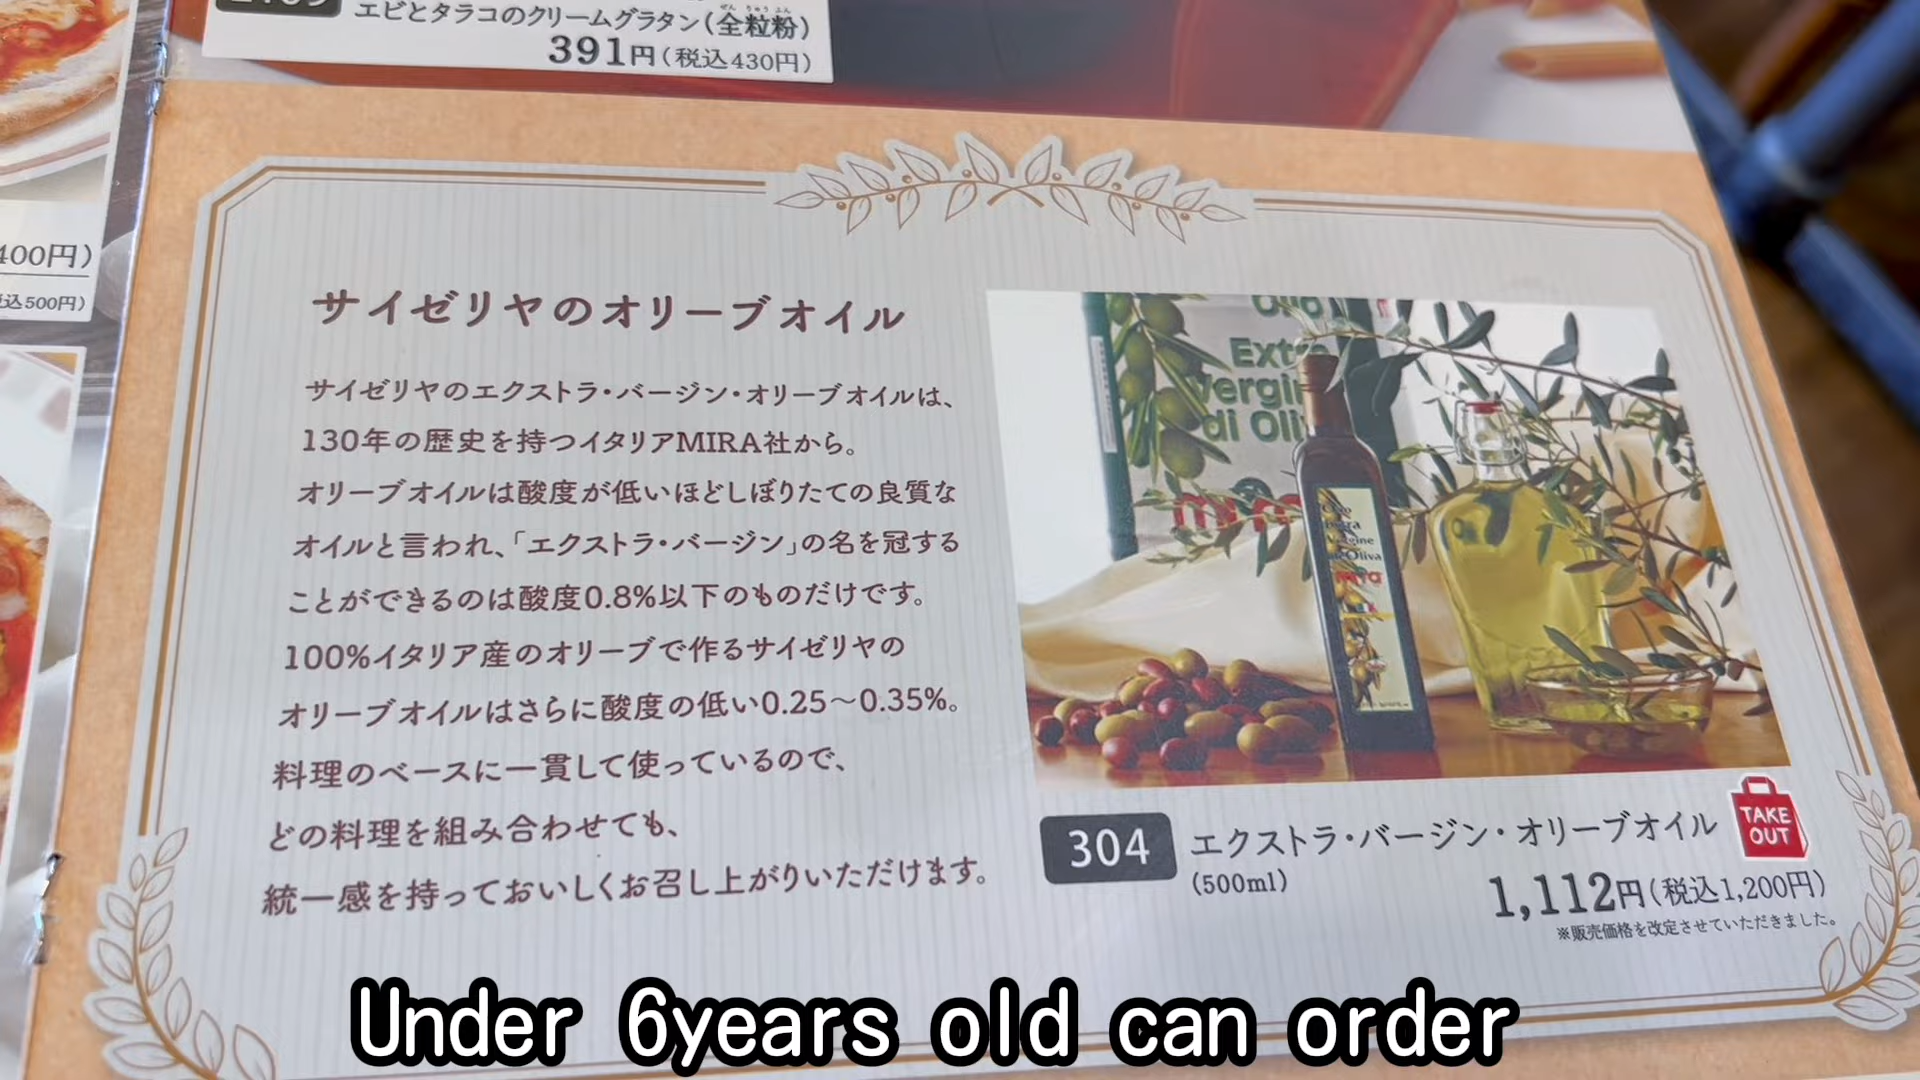 エビとタラコのクリームグラタン(全粒粉)
391円(税込430円)
400円)
税込500円)
サイゼリヤのオリーブオイル
サイゼリヤのエクストラ・バージン・オリーブオイルは、
130年の歴史を持つイタリアMIRA社から。
オリーブオイルは酸度が低いほどしぼりたての良質な
オイルと言われ、「エクストラ・バージン」の名を冠する
ことができるのは酸度0.8%以下のものだけです。
100%イタリア産のオリーブで作るサイゼリヤの
オリーブオイルはさらに酸度の低い0.25〜0.35%。
料理のベースに一貫して使っているので、
どの料理を組み合わせても、
統一感を持っておいしくお召し上がりいただけます。
Olio
Extra
Vergin
di Oliv
mira
Olio
Extra
Vergine
di Oliva
mira
304
エクストラ・バージン・オリーブオイル
(500ml)
TAKE
OUT
1,112円(税込1,200円)
※販売価格を改定させていただきました。
Under 6years old can order